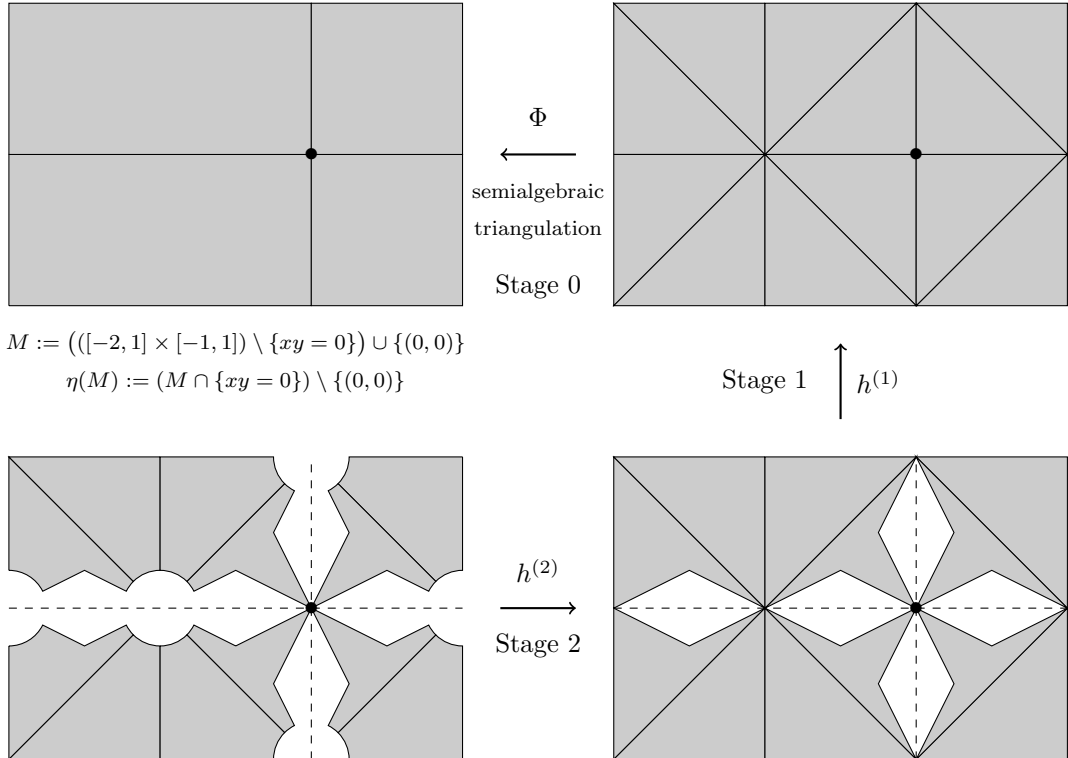 Φ
semialgebraic
triangulation
Stage 0
M := (([−2, 1] × [−1, 1]) \ {xy = 0}) ∪ {(0, 0)}
η(M) := (M ∩ {xy = 0}) \ {(0, 0)}
Stage 1
h⁽¹⁾
h⁽²⁾
Stage 2